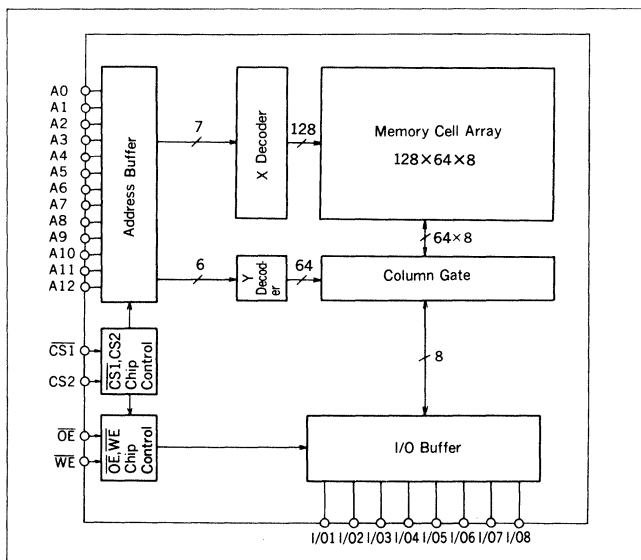 A0
A1
A2
A3
A4
A5
A6
A7
A8
A9
A10
A11
A12
Address Buffer
7
X Decoder
128
Memory Cell Array
128×64×8
64×8
6
Y
Decod-
er
64
Column Gate
8
CS1
CS2
CS1,CS2
Chip
Control
OE
WE
OE,WE
Chip
Control
I/O Buffer
I/01 I/02 I/03 I/04 I/05 I/06 I/07 I/08